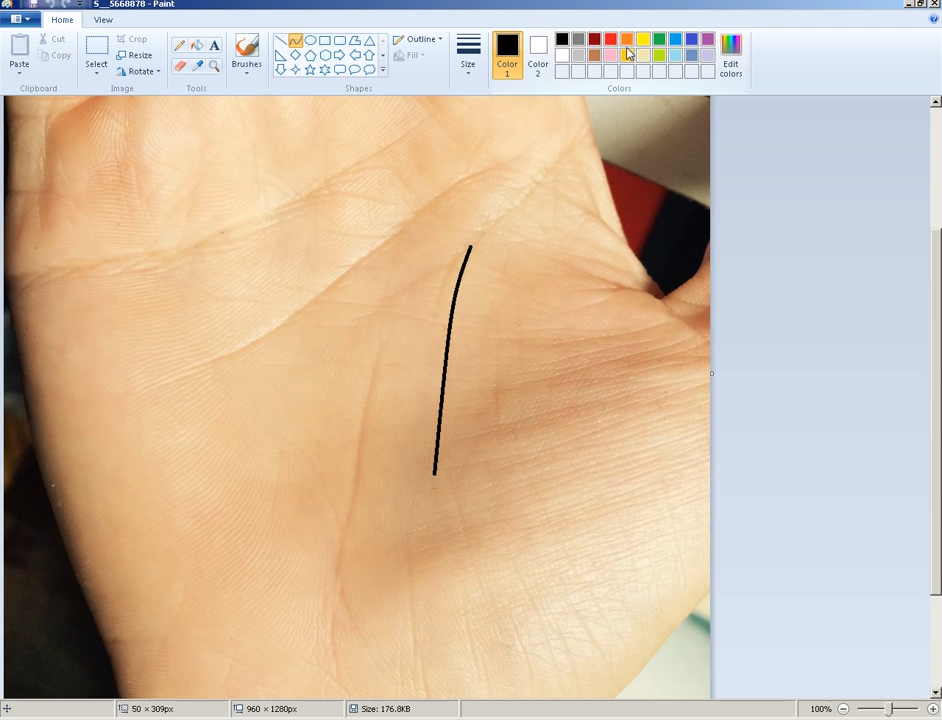 S__5668878 - Paint
Home View
Paste
Cut
Copy
Clipboard
Select
Crop
Resize
Rotate
Image
A
Tools
Brushes
Outline
Fill
Shapes
Size
Color 1
Color 2
Edit colors
Colors
50 × 309px
960 × 1280px
Size: 176.8KB
100%